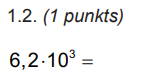 1.2. (1 punkts)
6,2·10³ =